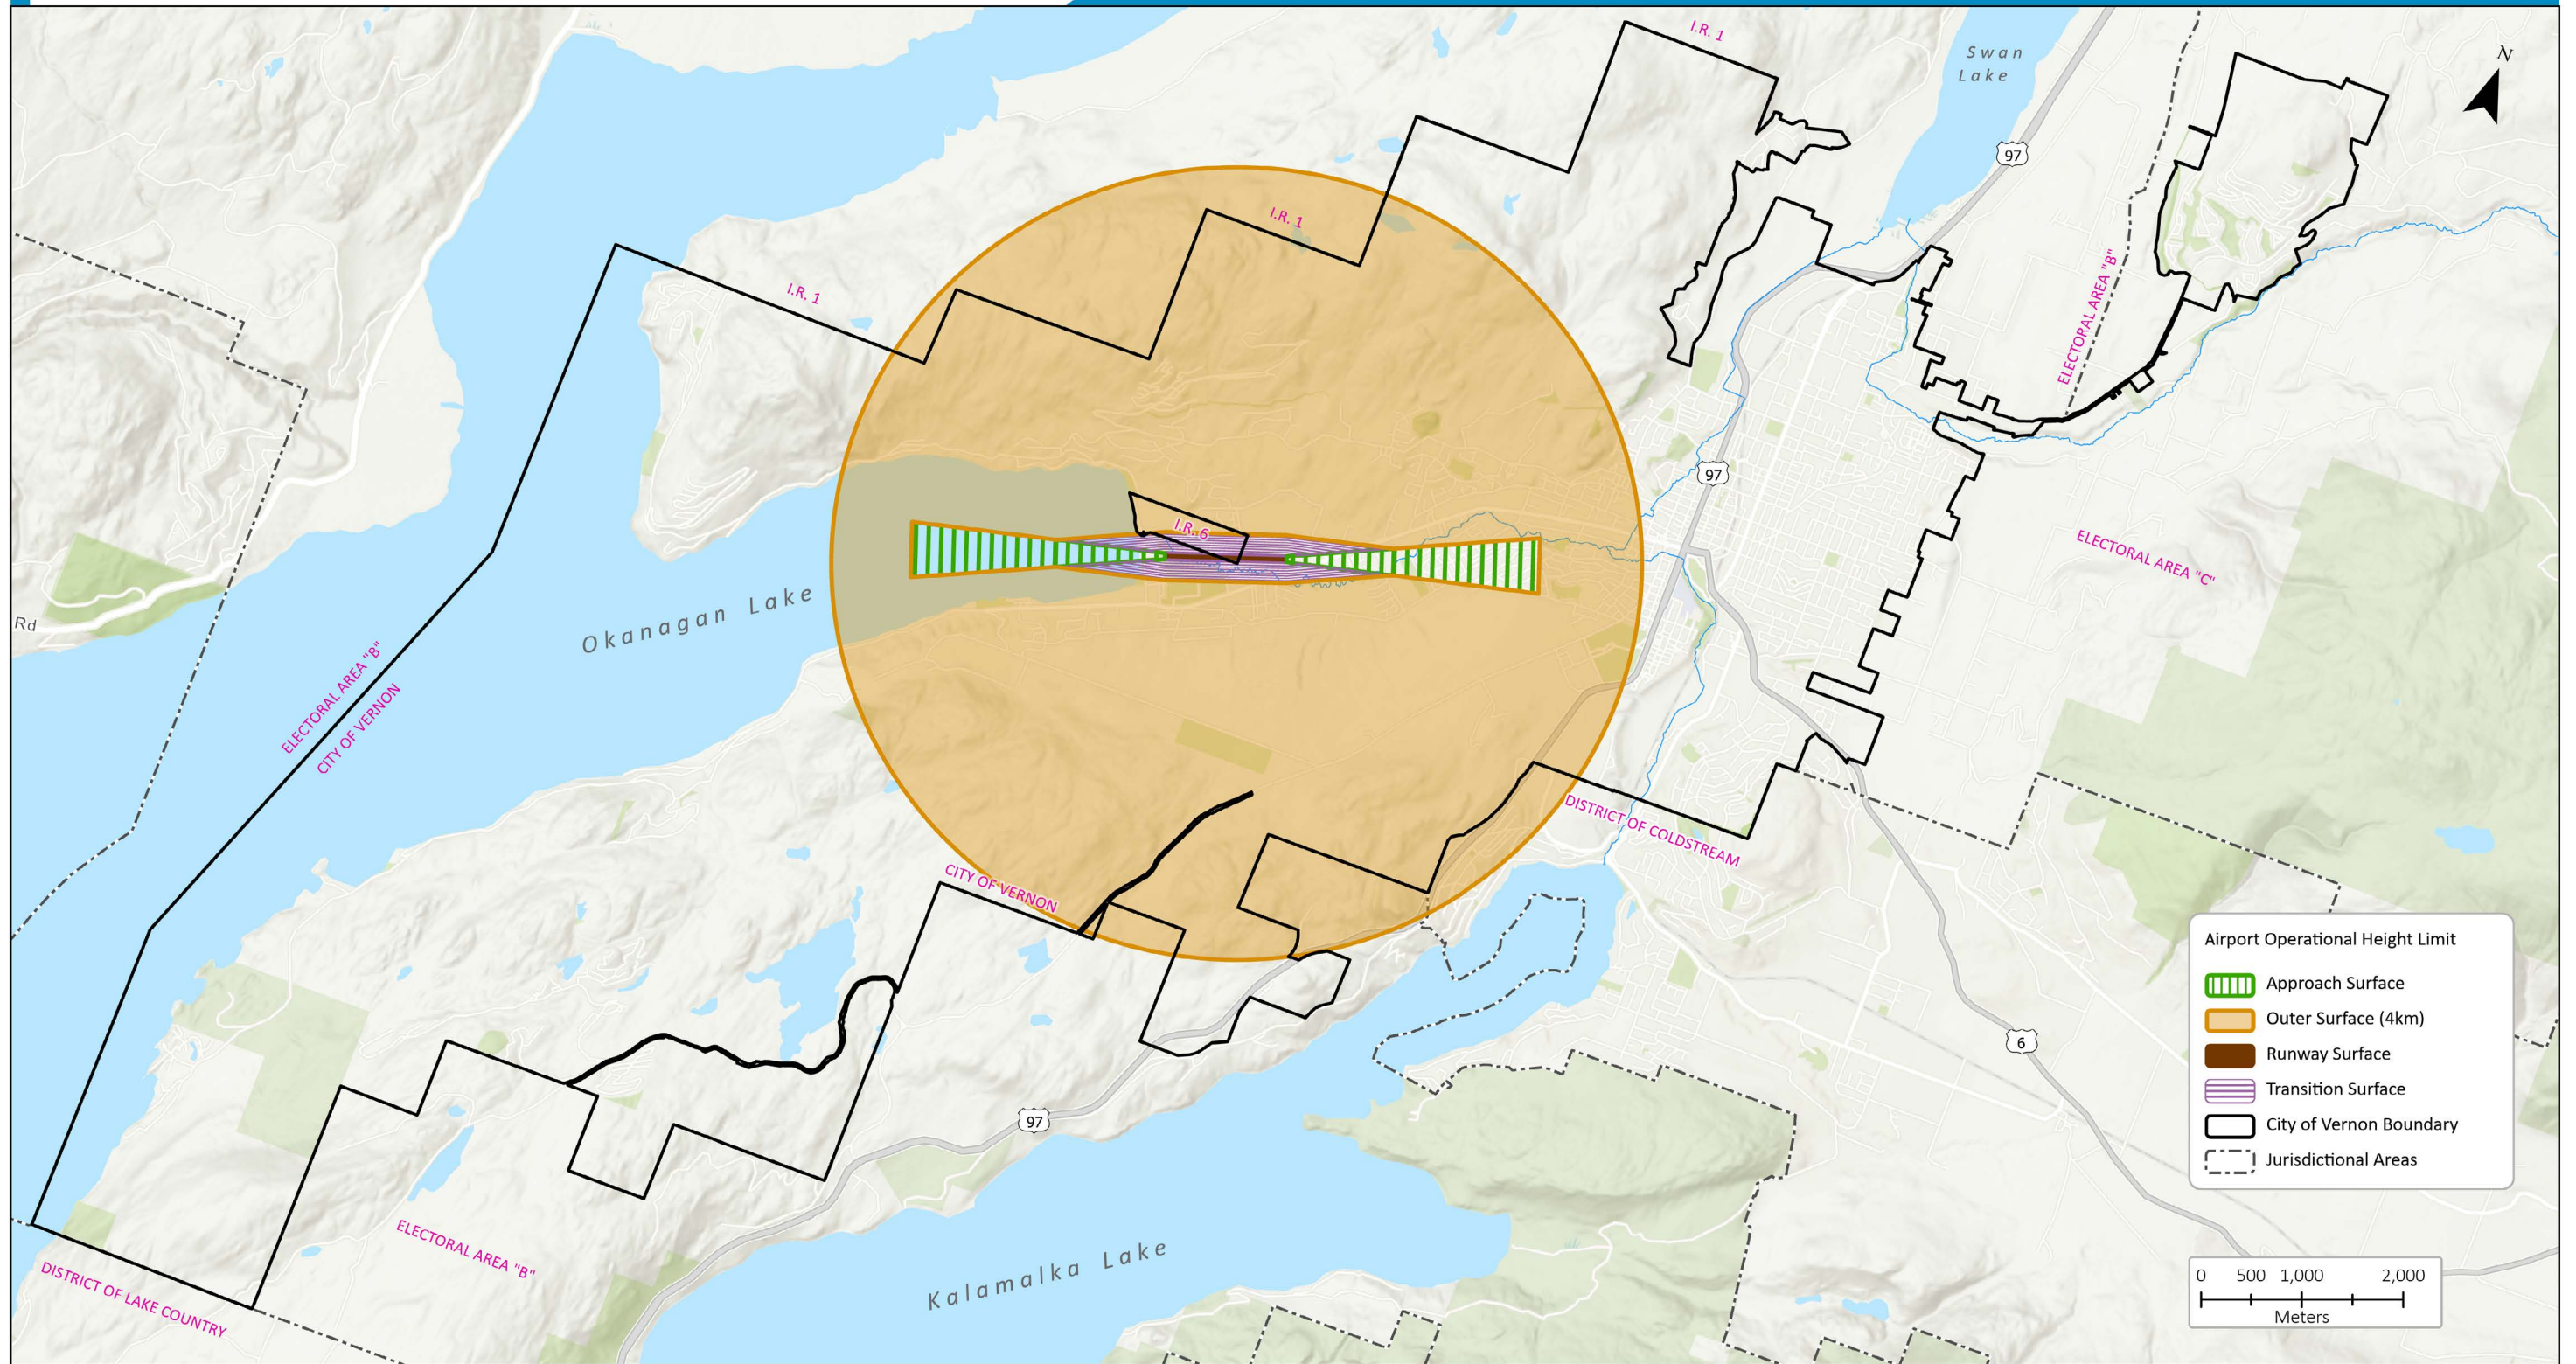 I.R. 1
Swan
Lake
N
97
I.R. 1
I.R. 1
ELECTORAL AREA "B"
97
I.R. 6
ELECTORAL AREA "C"
Okanagan Lake
Rd
ELECTORAL AREA "B"
CITY OF VERNON
DISTRICT OF COLDSTREAM
CITY OF VERNON
97
6
ELECTORAL AREA "B"
Kalamalka Lake
DISTRICT OF LAKE COUNTRY
Airport Operational Height Limit
Approach Surface
Outer Surface (4km)
Runway Surface
Transition Surface
City of Vernon Boundary
Jurisdictional Areas
0 500 1,000 2,000
Meters